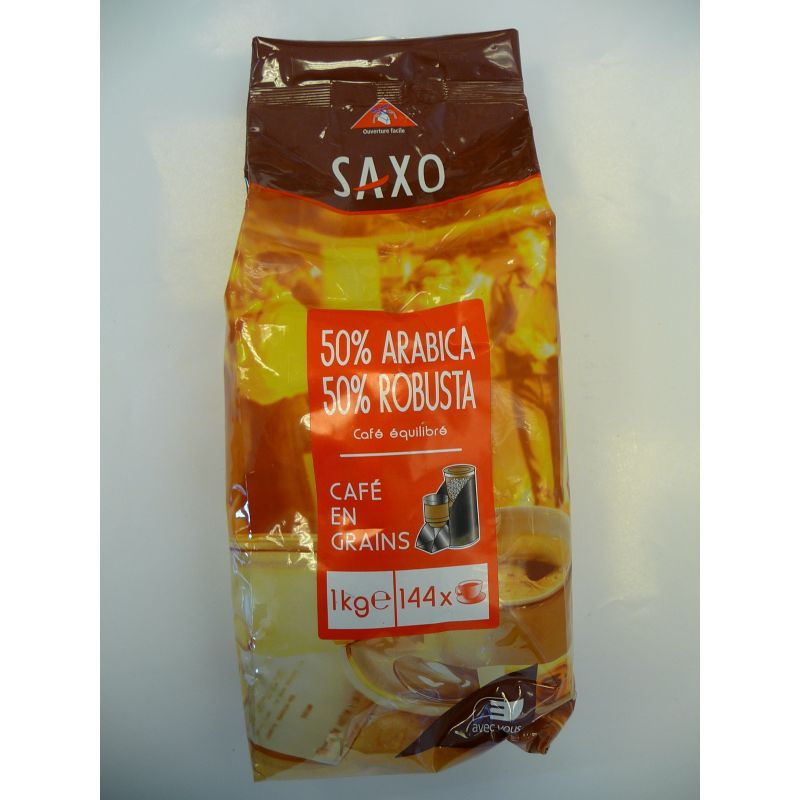 Ouverture facile
SAXO
50% ARABICA
50% ROBUSTA
Café équilibré
CAFÉ
EN
GRAINS
1kg℮ 144x
avec vous